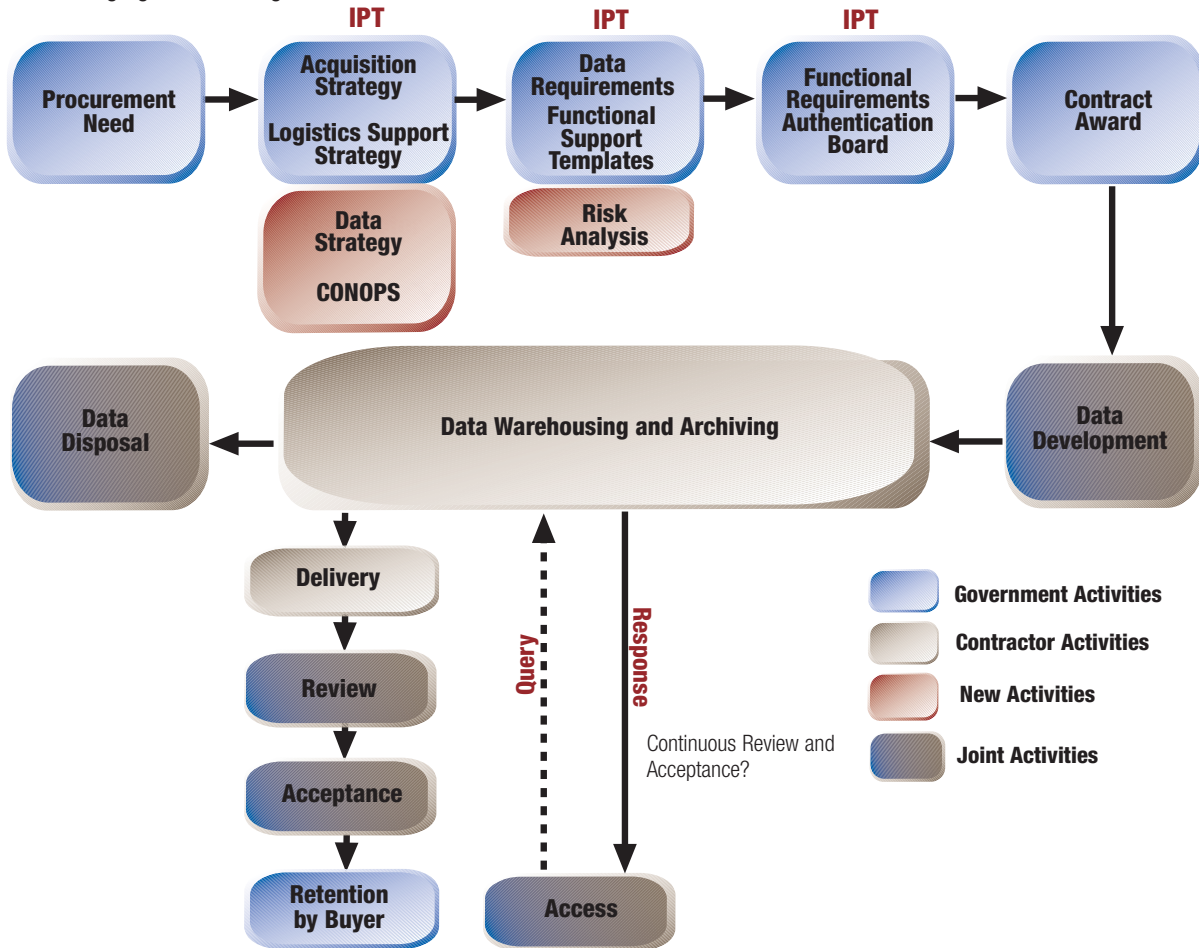 IPT
IPT
IPT
Procurement
Need
Acquisition
Strategy
Logistics Support
Strategy
Data
Requirements
Functional
Support
Templates
Functional
Requirements
Authentication
Board
Contract
Award
Data
Strategy
CONOPS
Risk
Analysis
Data
Disposal
Data Warehousing and Archiving
Data
Development
Delivery
Review
Acceptance
Retention
by Buyer
Query
Response
Continuous Review and
Acceptance?
Access
Government Activities
Contractor Activities
New Activities
Joint Activities